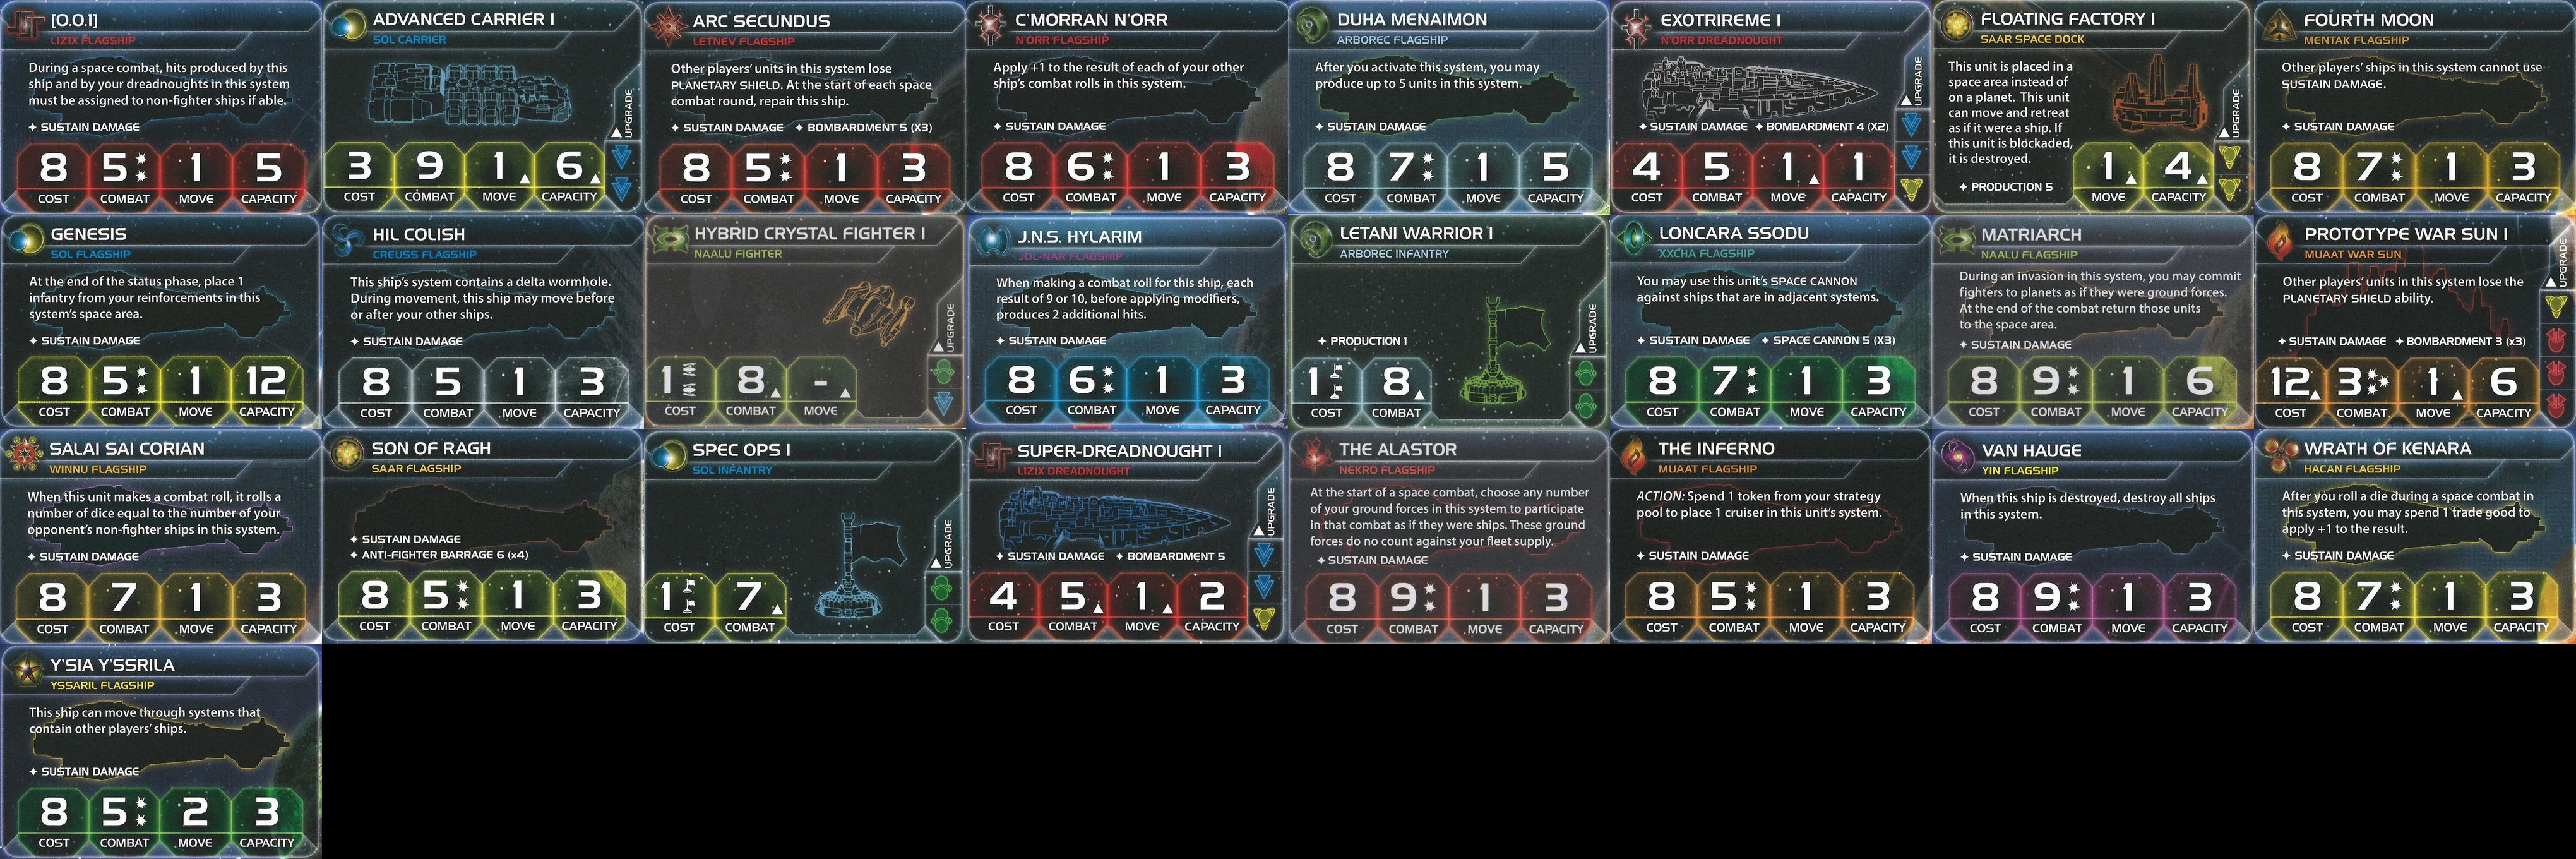 [0.0.1]
LIZIX FLAGSHIP
During a space combat, hits produced by this
ship and by your dreadnoughts in this system
must be assigned to non-fighter ships if able.
SUSTAIN DAMAGE
8 5 1 5
COST COMBAT MOVE CAPACITY
ADVANCED CARRIER I
SOL CARRIER
UPGRADE
3 9 1 6
COST COMBAT MOVE CAPACITY
ARC SECUNDUS
LETNEV FLAGSHIP
Other players' units in this system lose
PLANETARY SHIELD. At the start of each space
combat round, repair this ship.
SUSTAIN DAMAGE BOMBARDMENT 5 (X3)
8 5 1 3
COST COMBAT MOVE CAPACITY
C'MORRAN N'ORR
N'ORR FLAGSHIP
Apply +1 to the result of each of your other
ship's combat rolls in this system.
SUSTAIN DAMAGE
8 6 1 3
COST COMBAT MOVE CAPACITY
DUHA MENAIMON
ARBOREC FLAGSHIP
After you activate this system, you may
produce up to 5 units in this system.
SUSTAIN DAMAGE
8 7 1 5
COST COMBAT MOVE CAPACITY
EXOTRIREME I
N'ORR DREADNOUGHT
UPGRADE
SUSTAIN DAMAGE BOMBARDMENT 4 (X2)
4 5 1 1
COST COMBAT MOVE CAPACITY
FLOATING FACTORY I
SAAR SPACE DOCK
This unit is placed in a
space area instead of
on a planet. This unit
can move and retreat
as if it were a ship. If
this unit is blockaded,
it is destroyed.
PRODUCTION 5
UPGRADE
1 4
MOVE CAPACITY
FOURTH MOON
MENTAK FLAGSHIP
Other players' ships in this system cannot use
SUSTAIN DAMAGE.
SUSTAIN DAMAGE
8 7 1 3
COST COMBAT MOVE CAPACITY
GENESIS
SOL FLAGSHIP
At the end of the status phase, place 1
infantry from your reinforcements in this
system's space area.
SUSTAIN DAMAGE
8 5 1 12
COST COMBAT MOVE CAPACITY
HIL COLISH
CREUSS FLAGSHIP
This ship's system contains a delta wormhole.
During movement, this ship may move before
or after your other ships.
SUSTAIN DAMAGE
8 5 1 3
COST COMBAT MOVE CAPACITY
HYBRID CRYSTAL FIGHTER I
NAALU FIGHTER
UPGRADE
1 8 -
COST COMBAT MOVE
J.N.S. HYLARIM
JOL-NAR FLAGSHIP
When making a combat roll for this ship, each
result of 9 or 10, before applying modifiers,
produces 2 additional hits.
SUSTAIN DAMAGE
8 6 1 3
COST COMBAT MOVE CAPACITY
LETANI WARRIOR I
ARBOREC INFANTRY
PRODUCTION 1
UPGRADE
1 8
COST COMBAT
LONCARA SSODU
XXCHA FLAGSHIP
You may use this unit's SPACE CANNON
against ships that are in adjacent systems.
SUSTAIN DAMAGE SPACE CANNON 5 (X3)
8 7 1 3
COST COMBAT MOVE CAPACITY
MATRIARCH
NAALU FLAGSHIP
During an invasion in this system, you may commit
fighters to planets as if they were ground forces.
At the end of the combat return those units
to the space area.
SUSTAIN DAMAGE
8 9 1 6
COST COMBAT MOVE CAPACITY
PROTOTYPE WAR SUN I
MUAAT WAR SUN
Other players' units in this system lose the
PLANETARY SHIELD ability.
UPGRADE
SUSTAIN DAMAGE BOMBARDMENT 3 (x3)
12 3 1 6
COST COMBAT MOVE CAPACITY
SALAI SAI CORIAN
WINNU FLAGSHIP
When this unit makes a combat roll, it rolls a
number of dice equal to the number of your
opponent's non-fighter ships in this system.
SUSTAIN DAMAGE
8 7 1 3
COST COMBAT MOVE CAPACITY
SON OF RAGH
SAAR FLAGSHIP
SUSTAIN DAMAGE
ANTI-FIGHTER BARRAGE 6 (x4)
8 5 1 3
COST COMBAT MOVE CAPACITY
SPEC OPS I
SOL INFANTRY
UPGRADE
1 7
COST COMBAT
SUPER-DREADNOUGHT I
LIZIX DREADNOUGHT
UPGRADE
SUSTAIN DAMAGE BOMBARDMENT 5
4 5 1 2
COST COMBAT MOVE CAPACITY
THE ALASTOR
NEKRO FLAGSHIP
At the start of a space combat, choose any number
of your ground forces in this system to participate
in that combat as if they were ships. These ground
forces do no count against your fleet supply.
SUSTAIN DAMAGE
8 9 1 3
COST COMBAT MOVE CAPACITY
THE INFERNO
MUAAT FLAGSHIP
ACTION: Spend 1 token from your strategy
pool to place 1 cruiser in this unit's system.
SUSTAIN DAMAGE
8 5 1 3
COST COMBAT MOVE CAPACITY
VAN HAUGE
YIN FLAGSHIP
When this ship is destroyed, destroy all ships
in this system.
SUSTAIN DAMAGE
8 9 1 3
COST COMBAT MOVE CAPACITY
WRATH OF KENARA
HACAN FLAGSHIP
After you roll a die during a space combat in
this system, you may spend 1 trade good to
apply +1 to the result.
SUSTAIN DAMAGE
8 7 1 3
COST COMBAT MOVE CAPACITY
Y'SIA Y'SSRILA
YSSARIL FLAGSHIP
This ship can move through systems that
contain other players' ships.
SUSTAIN DAMAGE
8 5 2 3
COST COMBAT MOVE CAPACITY